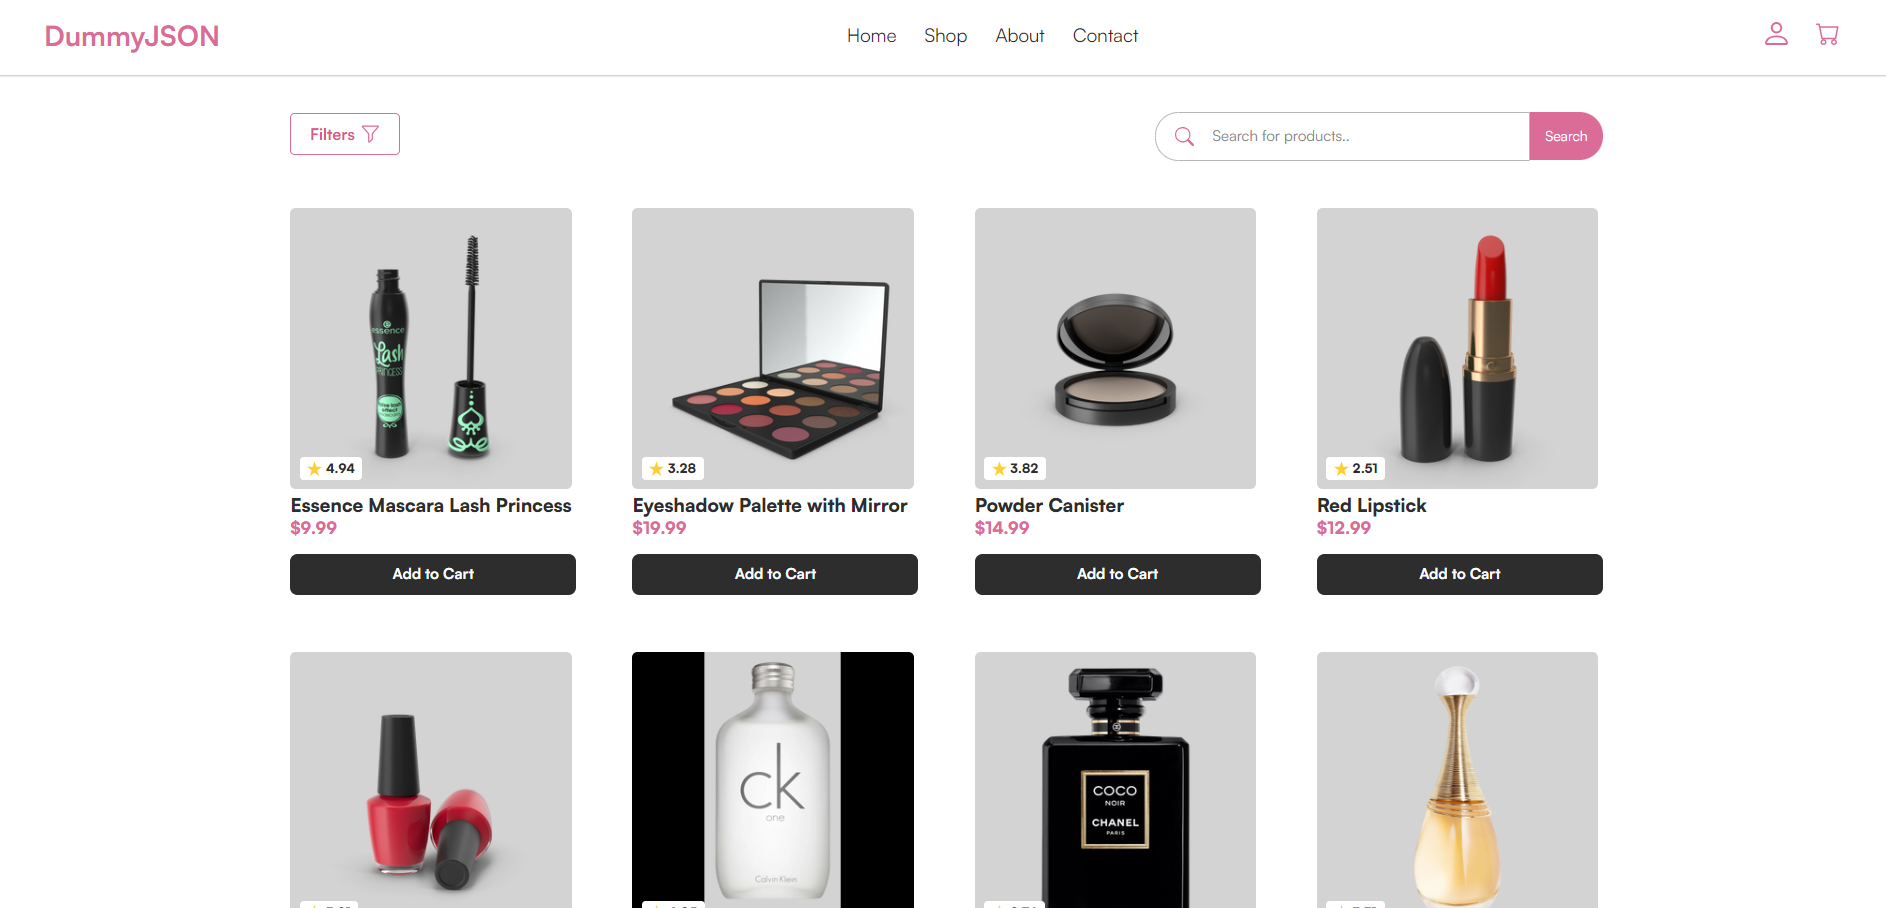 DummyJSON
Home Shop About Contact
Filters
Search for products..
Search
essence
Lash
PRINCESS
4.94
3.28
3.82
2.51
Essence Mascara Lash Princess
$9.99
Add to Cart
Eyeshadow Palette with Mirror
$19.99
Add to Cart
Powder Canister
$14.99
Add to Cart
Red Lipstick
$12.99
Add to Cart
ck
one
Calvin Klein
COCO
NOIR
CHANEL
PARIS